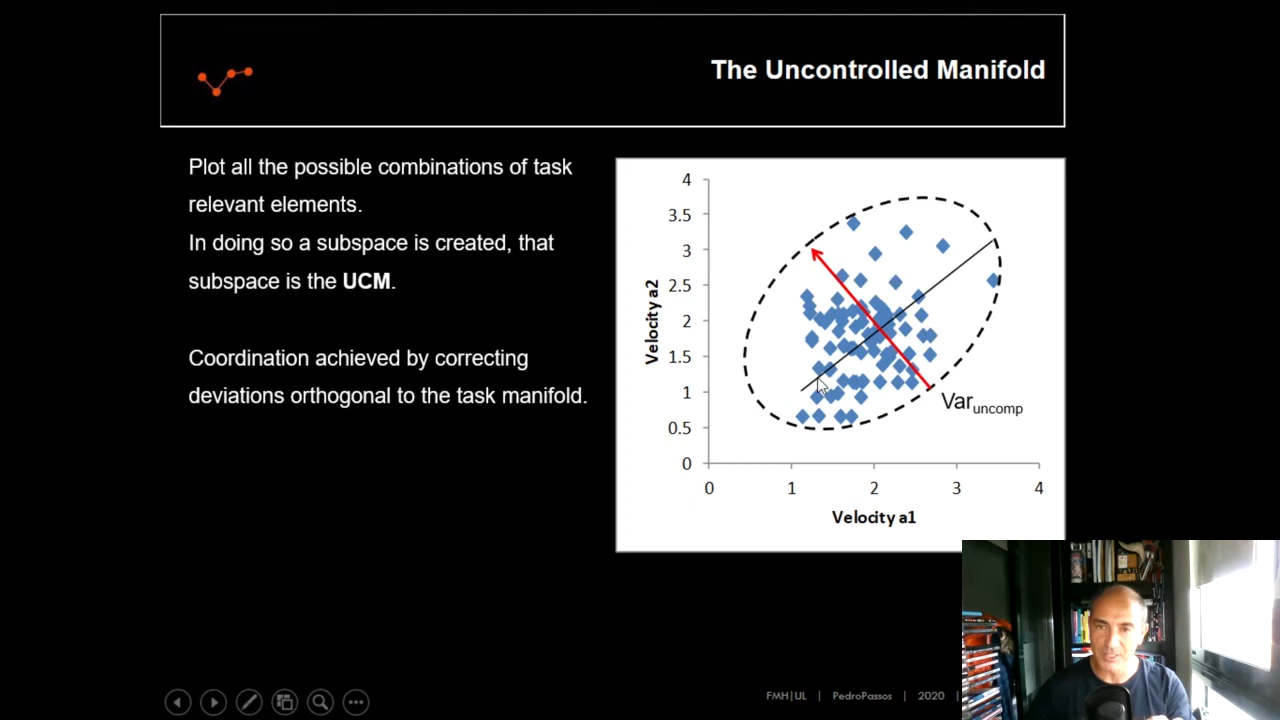 The Uncontrolled Manifold
Plot all the possible combinations of task
relevant elements.
In doing so a subspace is created, that
subspace is the UCM.
Coordination achieved by correcting
deviations orthogonal to the task manifold.
4
3.5
3
2.5
2
1.5
1
0.5
0
Velocity a2
0 1 2 3 4
Velocity a1
Varuncomp
FMH|UL | PedroPassos | 2020 |